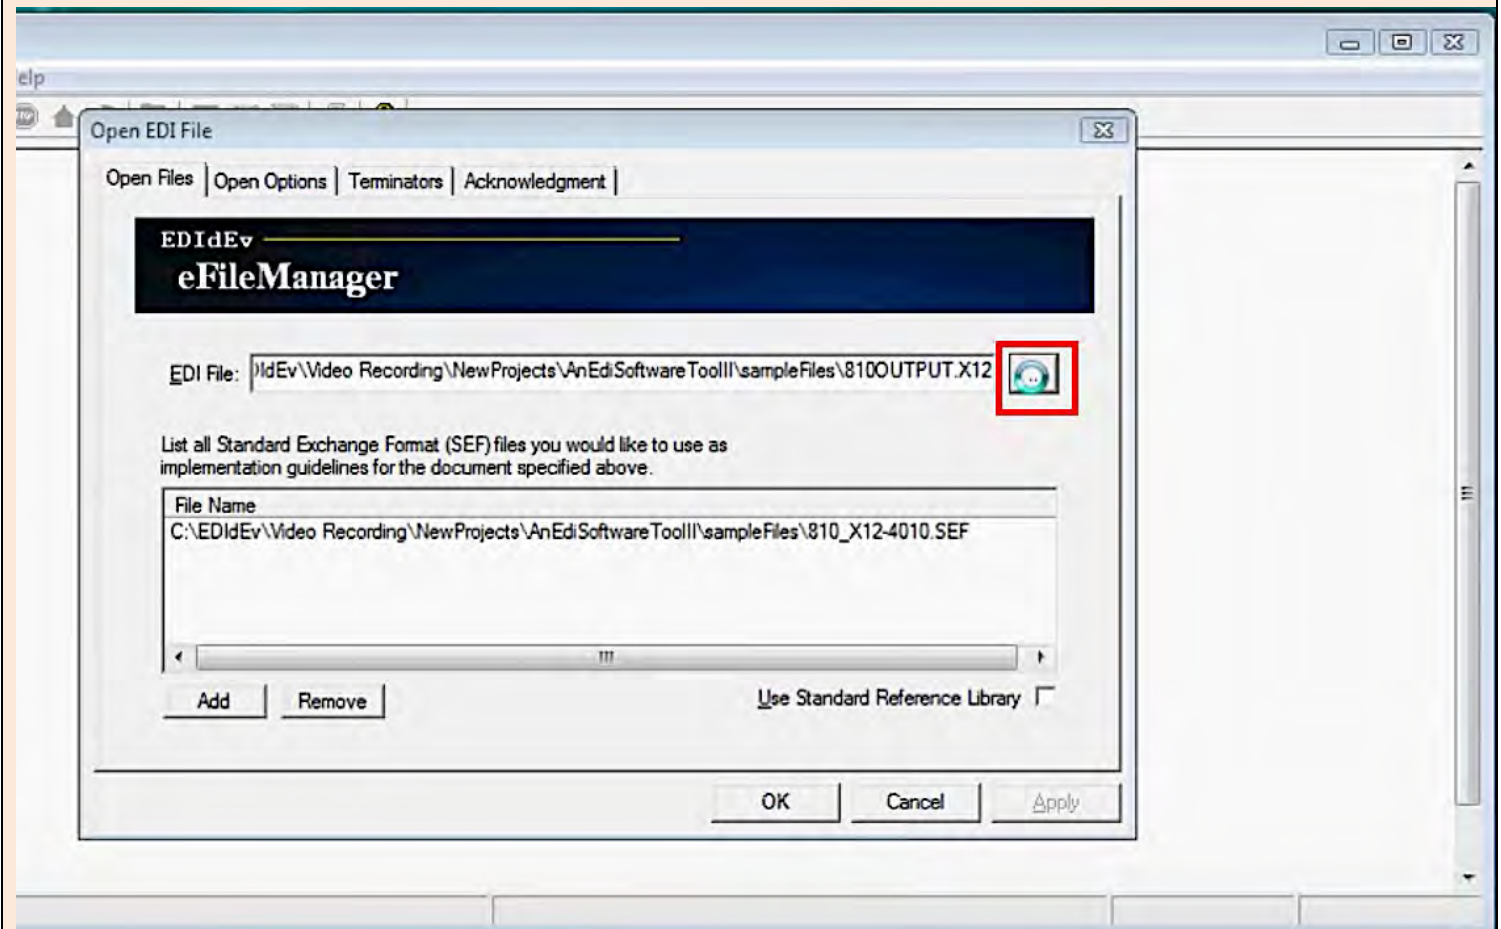 elp
Open EDI File
Open Files Open Options Terminators Acknowledgment
EDIdEv
eFileManager
EDI File: IdEv\Video Recording\NewProjects\AnEdiSoftwareToolIII\sampleFiles\810OUTPUT.X12
List all Standard Exchange Format (SEF) files you would like to use as
implementation guidelines for the document specified above.
File Name
C:\EDIdEv\Video Recording\NewProjects\AnEdiSoftwareToolIII\sampleFiles\810_X12-4010.SEF
Add Remove Use Standard Reference Library
OK Cancel Apply